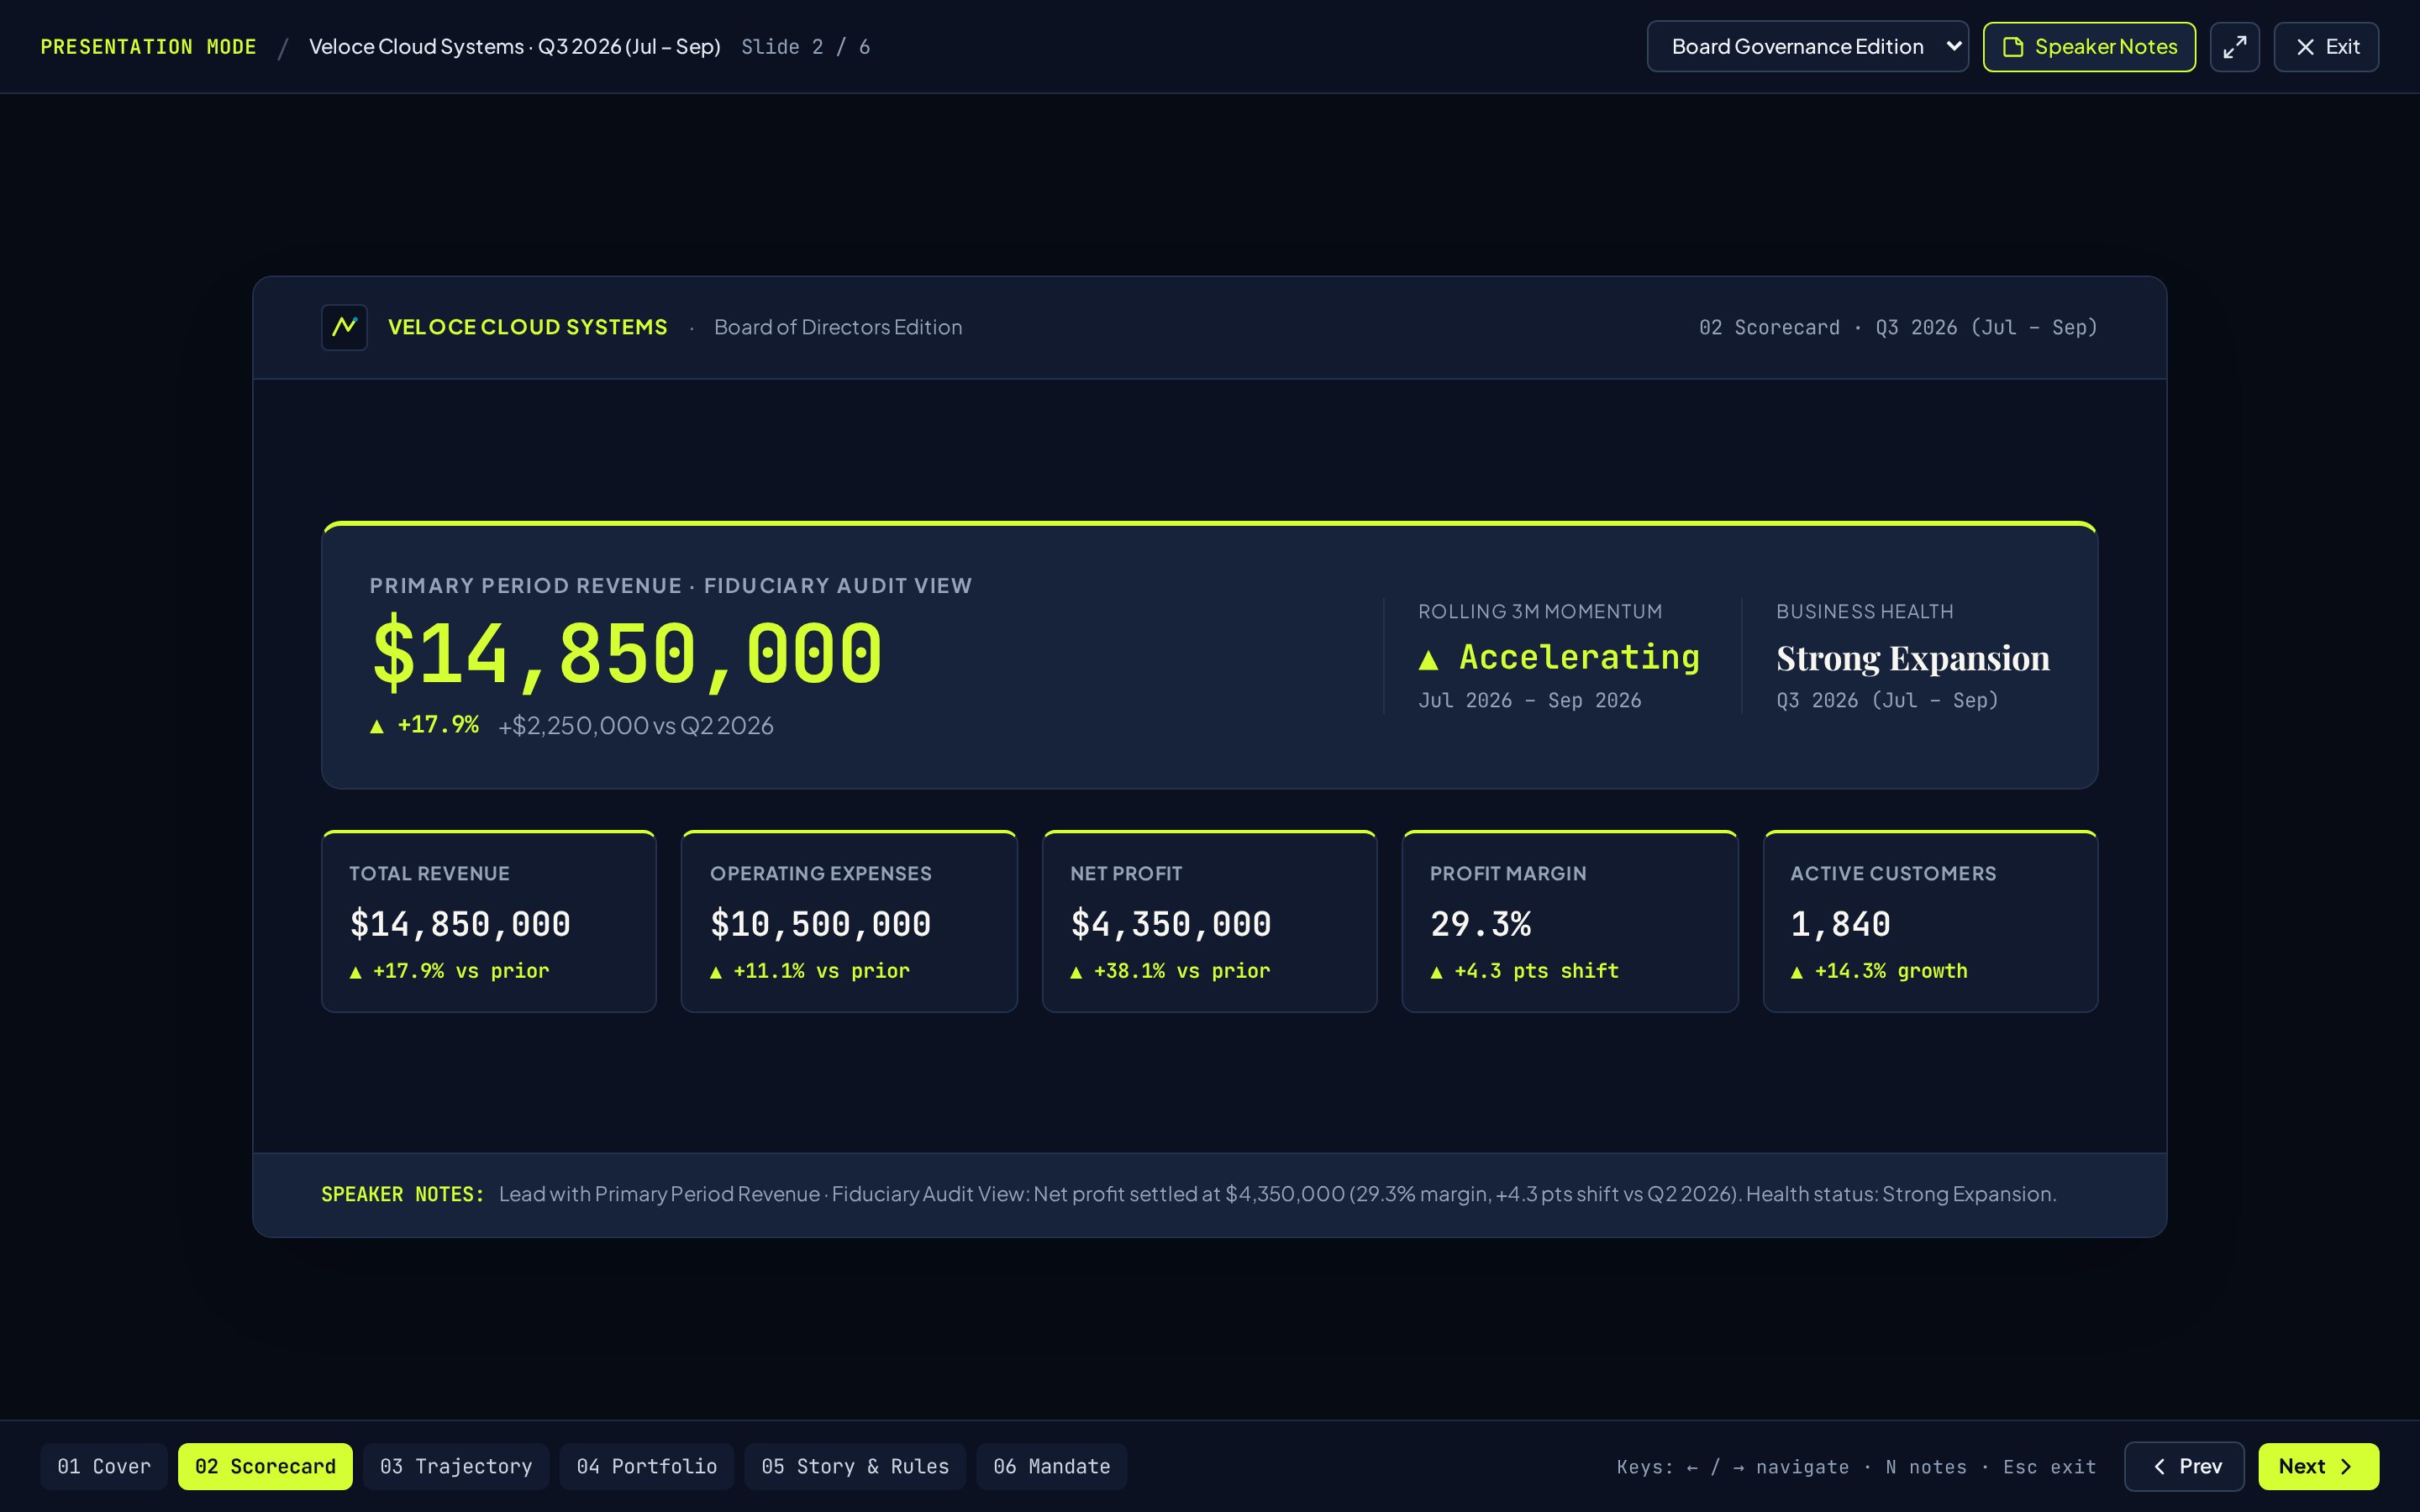 PRESENTATION MODE / Veloce Cloud Systems · Q3 2026 (Jul – Sep) Slide 2 / 6
Board Governance Edition
Speaker Notes
Exit
VELOCE CLOUD SYSTEMS · Board of Directors Edition
02 Scorecard · Q3 2026 (Jul – Sep)
PRIMARY PERIOD REVENUE · FIDUCIARY AUDIT VIEW
$14,850,000
▲ +17.9% +$2,250,000 vs Q2 2026
ROLLING 3M MOMENTUM
▲ Accelerating
Jul 2026 – Sep 2026
BUSINESS HEALTH
Strong Expansion
Q3 2026 (Jul – Sep)
TOTAL REVENUE
$14,850,000
▲ +17.9% vs prior
OPERATING EXPENSES
$10,500,000
▲ +11.1% vs prior
NET PROFIT
$4,350,000
▲ +38.1% vs prior
PROFIT MARGIN
29.3%
▲ +4.3 pts shift
ACTIVE CUSTOMERS
1,840
▲ +14.3% growth
SPEAKER NOTES: Lead with Primary Period Revenue · Fiduciary Audit View: Net profit settled at $4,350,000 (29.3% margin, +4.3 pts shift vs Q2 2026). Health status: Strong Expansion.
01 Cover
02 Scorecard
03 Trajectory
04 Portfolio
05 Story & Rules
06 Mandate
Keys: ← / → navigate · N notes · Esc exit
Prev
Next